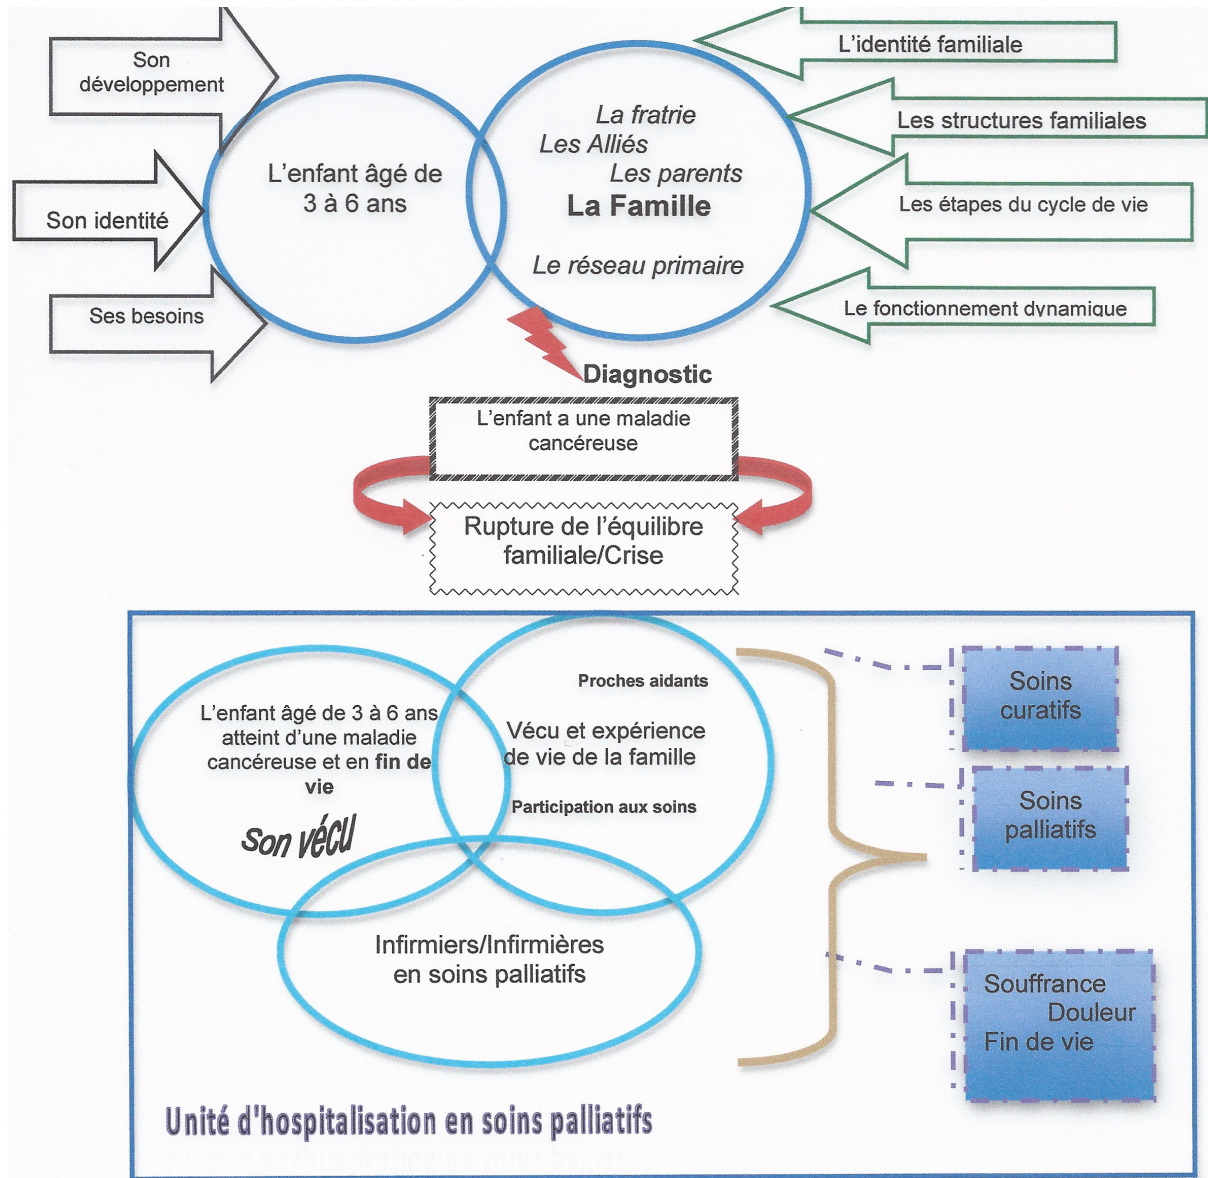 Son
développement
Son identité
Ses besoins
L'enfant âgé de
3 à 6 ans
La fratrie
Les Alliés
Les parents
La Famille
Le réseau primaire
L'identité familiale
Les structures familiales
Les étapes du cycle de vie
Le fonctionnement dynamique
Diagnostic
L'enfant a une maladie
cancéreuse
Rupture de l'équilibre
familiale/Crise
L'enfant âgé de 3 à 6 ans
atteint d'une maladie
cancéreuse et en fin de
vie
Son vécu
Proches aidants
Vécu et expérience
de vie de la famille
Participation aux soins
Infirmiers/Infirmières
en soins palliatifs
Soins
curatifs
Soins
palliatifs
Souffrance
Douleur
Fin de vie
Unité d'hospitalisation en soins palliatifs